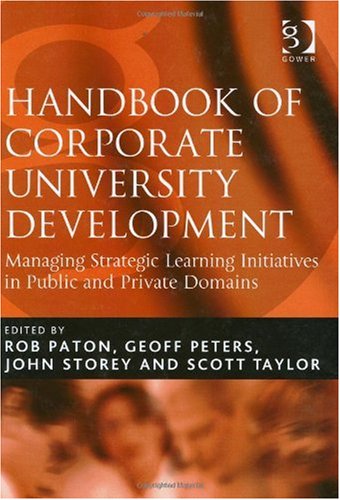 GOWER
HANDBOOK OF
CORPORATE
UNIVERSITY
DEVELOPMENT
Managing Strategic Learning Initiatives
in Public and Private Domains
EDITED BY
ROB PATON, GEOFF PETERS,
JOHN STOREY AND SCOTT TAYLOR